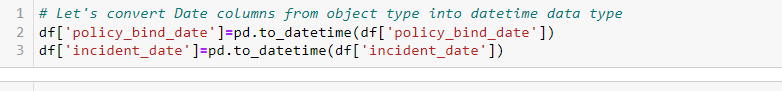 1 # Let's convert Date columns from object type into datetime data type
2 df['policy_bind_date']=pd.to_datetime(df['policy_bind_date'])
3 df['incident_date']=pd.to_datetime(df['incident_date'])